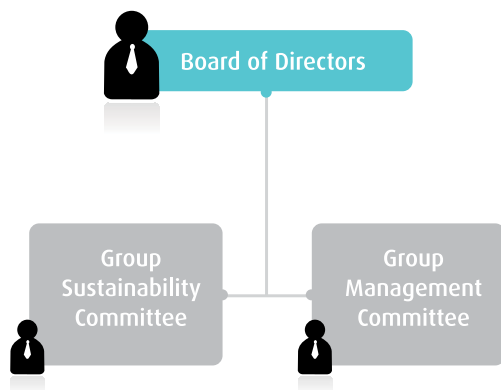 Board of Directors
Group
Sustainability
Committee
Group
Management
Committee